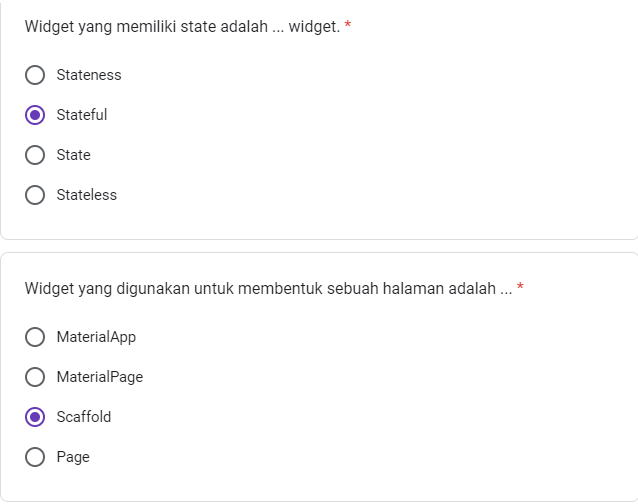 Widget yang memiliki state adalah ... widget. *
Stateness
Stateful
State
Stateless
Widget yang digunakan untuk membentuk sebuah halaman adalah ... *
MaterialApp
MaterialPage
Scaffold
Page